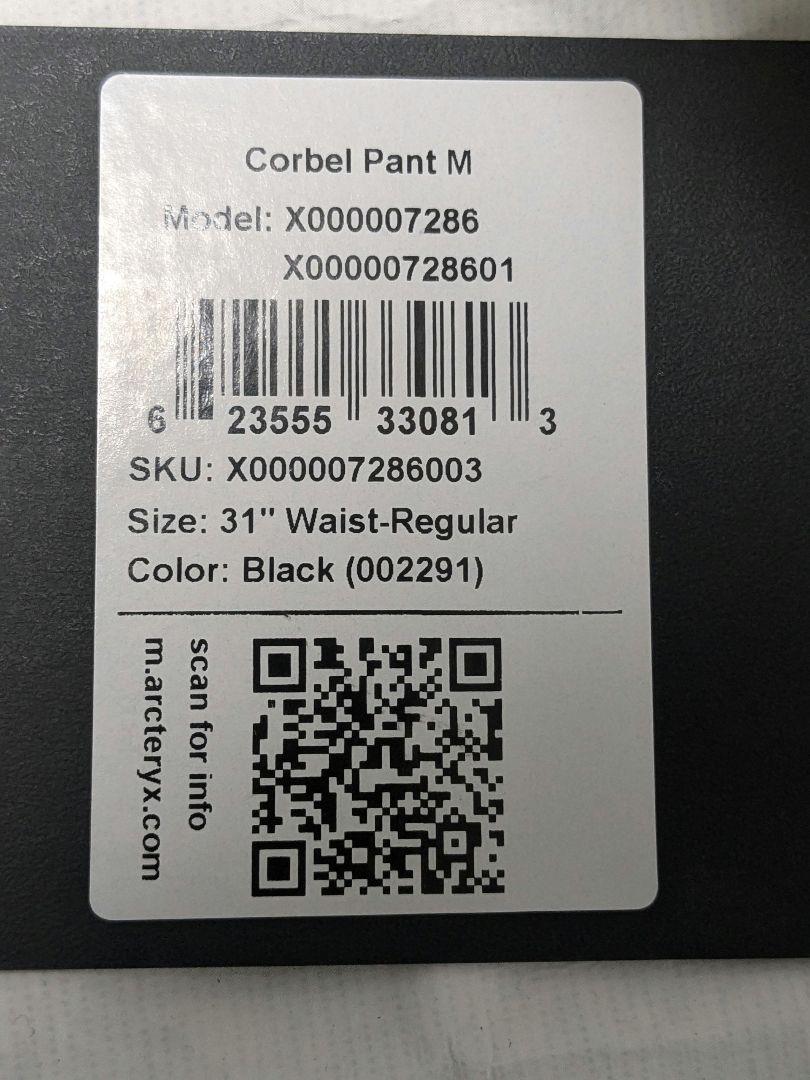 Corbel Pant M
Model: X000007286
X00000728601
6 23555 33081 3
SKU: X000007286003
Size: 31" Waist-Regular
Color: Black (002291)
scan for info
m.arcteryx.com